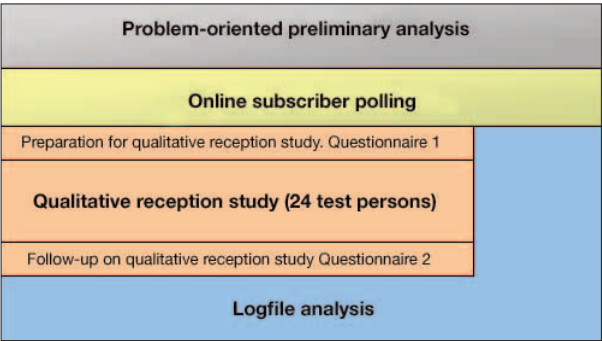 Problem-oriented preliminary analysis
Online subscriber polling
Preparation for qualitative reception study. Questionnaire 1
Qualitative reception study (24 test persons)
Follow-up on qualitative reception study Questionnaire 2
Logfile analysis